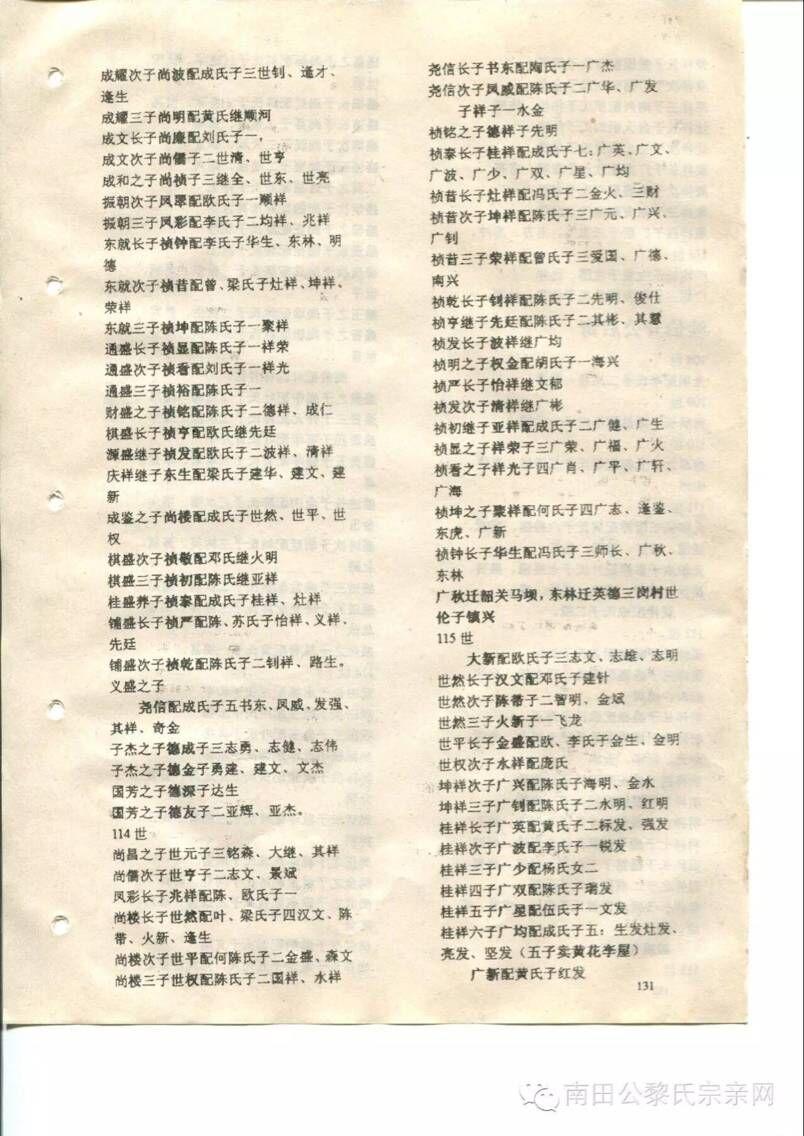 成耀次子尚波配成氏子三世钊、逢才、
逢生
成耀三子尚明配黄氏继顺河
成文长子尚廉配刘氏子一，
成文次子尚儒子二世清、世亨
成和之子尚桢子三继全、世东、世亮
振朝次子凤翠配欧氏子一顺祥
振朝三子凤彩配李氏子二均祥、兆祥
东就长子桢钟配李氏子华生、东林、明
德
东就次子桢昔配曾、梁氏子灶祥、坤祥、
荣祥
东就三子桢坤配陈氏子一聚祥
通盛长子桢显配陈氏子一祥荣
通盛次子桢看配刘氏子一祥光
通盛三子桢裕配陈氏子一
财盛之子桢铭配陈氏子二德祥、成仁
棋盛长子桢亨配欧氏继先廷
源盛继子桢发配欧氏子二波祥、清祥
庆祥继子东生配梁氏子建华、建文、建
新
成鉴之子尚楼配成氏子世然、世平、世
权
棋盛次子桢敬配邓氏继火明
棋盛三子桢初配陈氏继亚祥
桂盛养子桢泰配成氏子桂祥、灶祥
铺盛长子桢严配陈、苏氏子怡祥、义祥、
先廷
铺盛次子桢乾配陈氏子二钊祥、路生。
义盛之子
尧信配成氏子五书东、凤威、发强、
其祥、奇金
子杰之子德成子三志勇、志健、志伟
子杰之子德金子勇建、建文、文杰
国芳之子德深子达生
国芳之子德友子二亚辉、亚杰。
114世
尚昌之子世元子三铭森、大继、其祥
尚儒次子世亨子二志文、景斌
凤彩长子兆祥配陈、欧氏子一
尚楼长子世然配叶、梁氏子四汉文、陈
带、火新、逢生
尚楼次子世平配何陈氏子二金盛、森文
尚楼三子世权配陈氏子二国祥、水祥
尧信长子书东配陶氏子一广杰
尧信次子凤威配陈氏子二广华、广发
子祥子一水金
桢铭之子德祥子先明
桢泰长子桂祥配成氏子七：广英、广文、
广波、广少、广双、广星、广均
桢昔长子灶祥配冯氏子二金火、三财
桢昔次子坤祥配陈氏子三广元、广兴、
广钊
桢昔三子荣祥配曾氏子三爱国、广德、
南兴
桢乾长子钊祥配陈氏子二先明、俊仕
桢亨继子先廷配陈氏子二其彬、其慧
桢发长子波祥继广均
桢明之子权金配胡氏子一海兴
桢严长子怡祥继文郁
桢发次子清祥继广彬
桢初继子亚祥配成氏子二广健、广生
桢显之子祥荣子三广荣、广福、广火
桢看之子祥光子四广肖、广平、广轩、
广海
桢坤之子聚祥配何氏子四广志、逢鉴、
东虎、广新
桢钟长子华生配冯氏子三师长、广秋、
东林
广秋迁韶关马坝，东林迁英德三岗村世
伦子镇兴
115世
大新配欧氏子三志文、志雄、志明
世然长子汉文配邓氏子建针
世然次子陈带子二智明、金斌
世然三子火新子一飞龙
世平长子金盛配欧、李氏子金生、金明
世权次子水祥配庞氏
坤祥次子广兴配陈氏子海明、金水
坤祥三子广钊配陈氏子二水明、红明
桂祥长子广英配黄氏子二标发、强发
桂祥次子广波配李氏子一锐发
桂祥三子广少配杨氏女二
桂祥四子广双配陈氏子瑞发
桂祥五子广星配伍氏子一文发
桂祥六子广均配成氏子五：生发灶发、
亮发、坚发（五子卖黄花李屋）
广新配黄氏子红发
131
南田公黎氏宗亲网